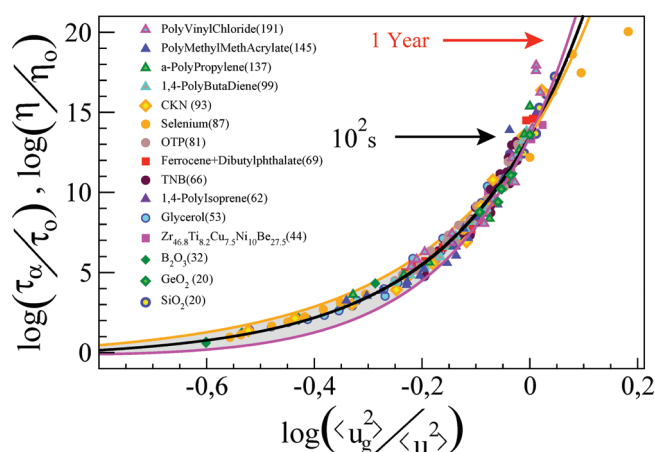 log(τα/τo) , log(η/ηo)
20
15
10
5
0
PolyVinylChloride(191)
PolyMethylMethAcrylate(145)
a-PolyPropylene(137)
1,4-PolyButaDiene(99)
CKN (93)
Selenium(87)
OTP(81)
Ferrocene+Dibutylphthalate(69)
TNB(66)
1,4-PolyIsoprene(62)
Glycerol(53)
Zr46.8Ti8.2Cu7.5Ni10Be27.5(44)
B2O3(32)
GeO2 (20)
SiO2(20)
1 Year
10²s
-0,6 -0,4 -0,2 0 0,2
log(⟨ug²⟩/⟨u²⟩)